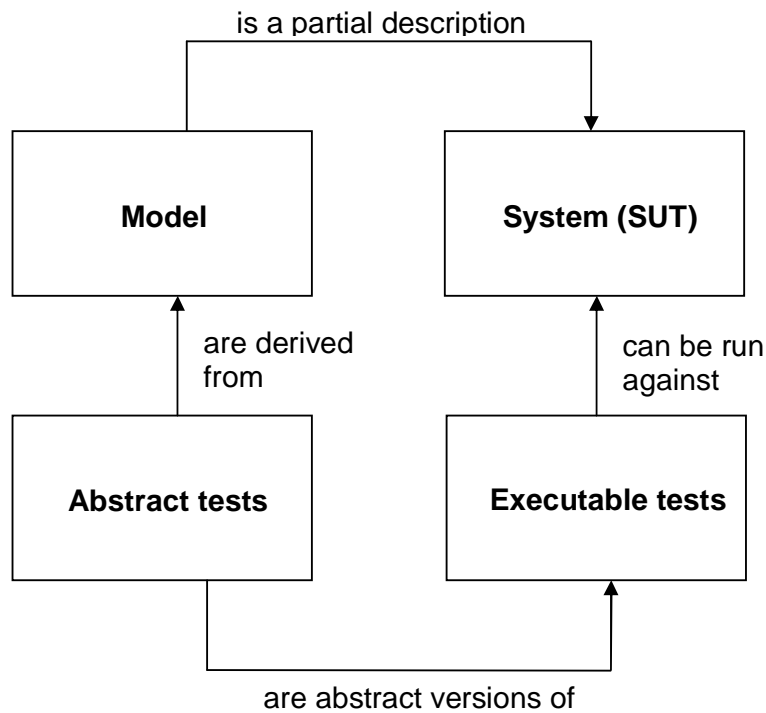 is a partial description
Model
System (SUT)
are derived
from
can be run
against
Abstract tests
Executable tests
are abstract versions of